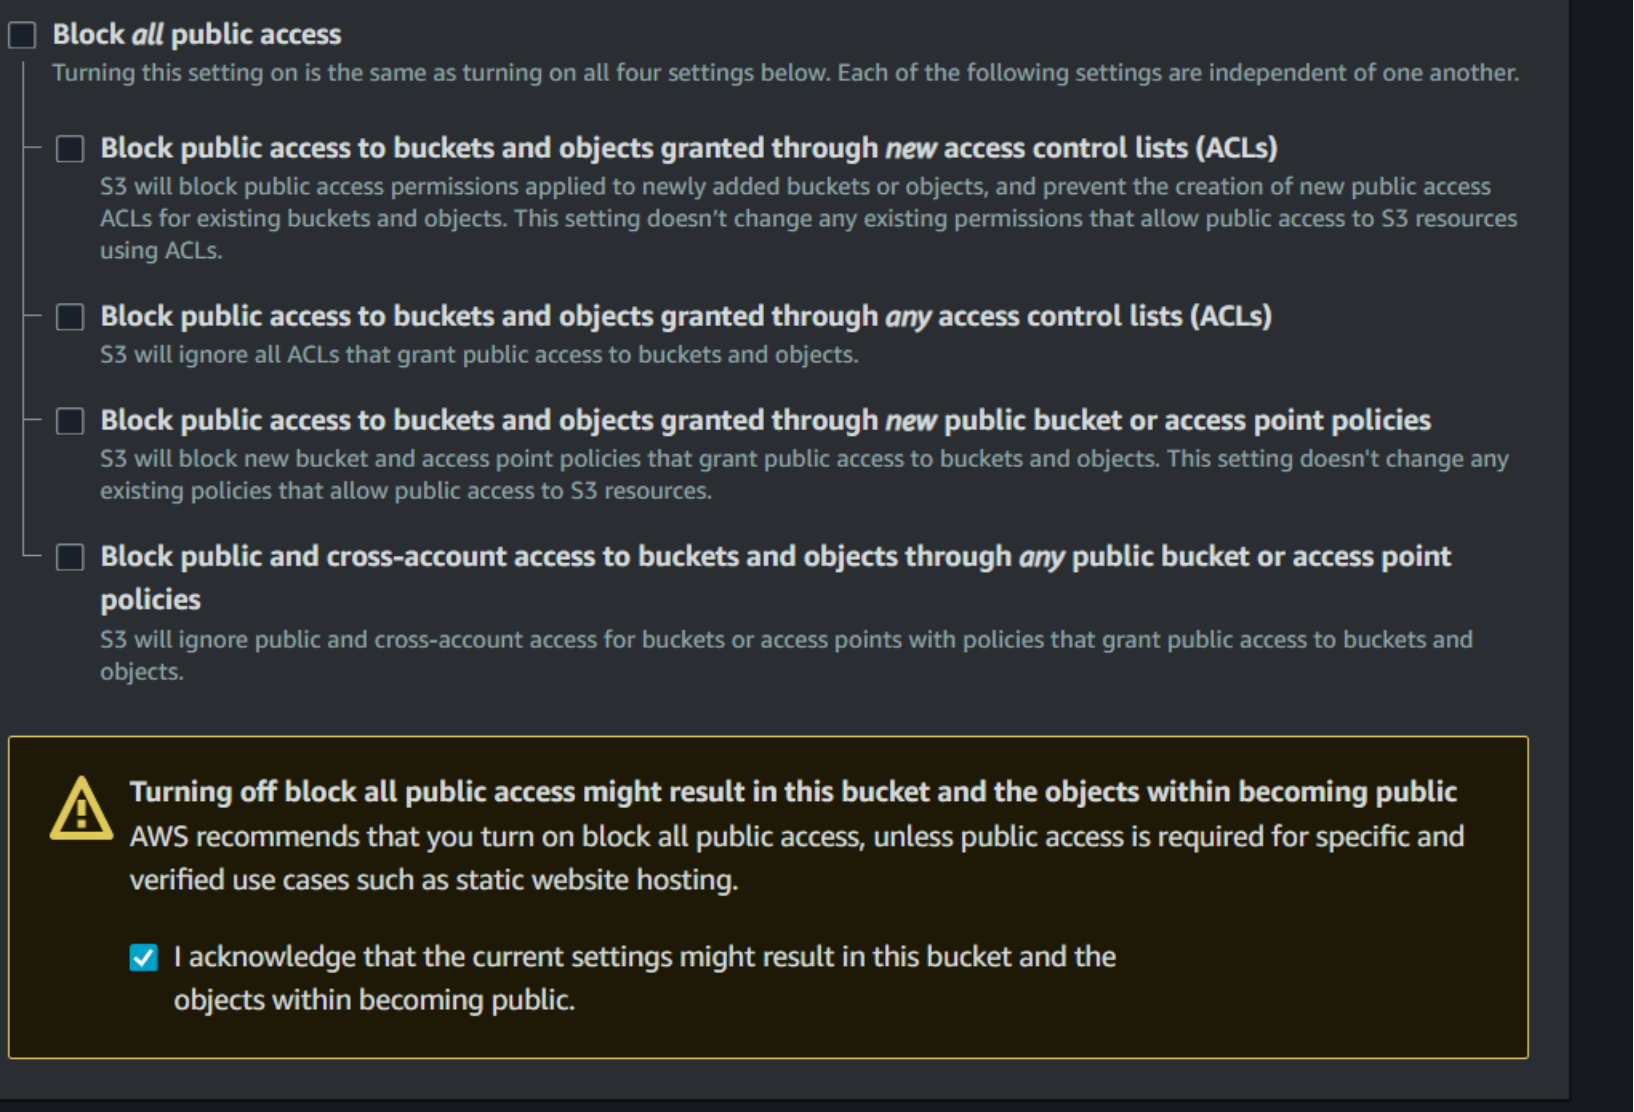 Block all public access
Turning this setting on is the same as turning on all four settings below. Each of the following settings are independent of one another.
Block public access to buckets and objects granted through new access control lists (ACLs)
S3 will block public access permissions applied to newly added buckets or objects, and prevent the creation of new public access
ACLs for existing buckets and objects. This setting doesn't change any existing permissions that allow public access to S3 resources
using ACLs.
Block public access to buckets and objects granted through any access control lists (ACLs)
S3 will ignore all ACLs that grant public access to buckets and objects.
Block public access to buckets and objects granted through new public bucket or access point policies
S3 will block new bucket and access point policies that grant public access to buckets and objects. This setting doesn't change any
existing policies that allow public access to S3 resources.
Block public and cross-account access to buckets and objects through any public bucket or access point
policies
S3 will ignore public and cross-account access for buckets or access points with policies that grant public access to buckets and
objects.
Turning off block all public access might result in this bucket and the objects within becoming public
AWS recommends that you turn on block all public access, unless public access is required for specific and
verified use cases such as static website hosting.
I acknowledge that the current settings might result in this bucket and the
objects within becoming public.